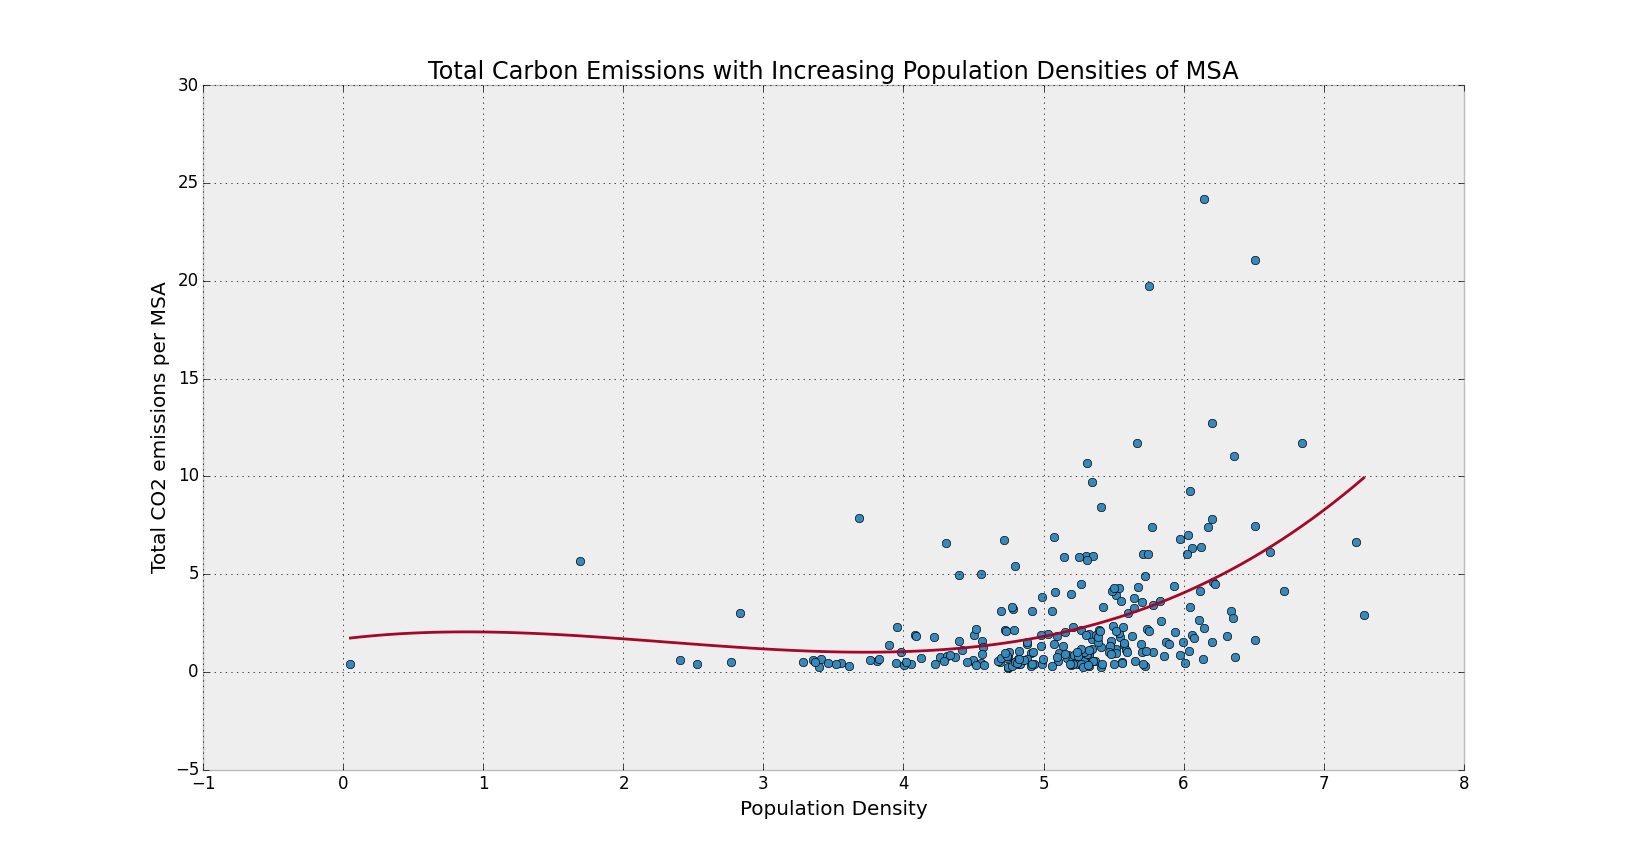 Total Carbon Emissions with Increasing Population Densities of MSA
30
25
20
15
10
5
0
−5
Total CO2 emissions per MSA
−1 0 1 2 3 4 5 6 7 8
Population Density